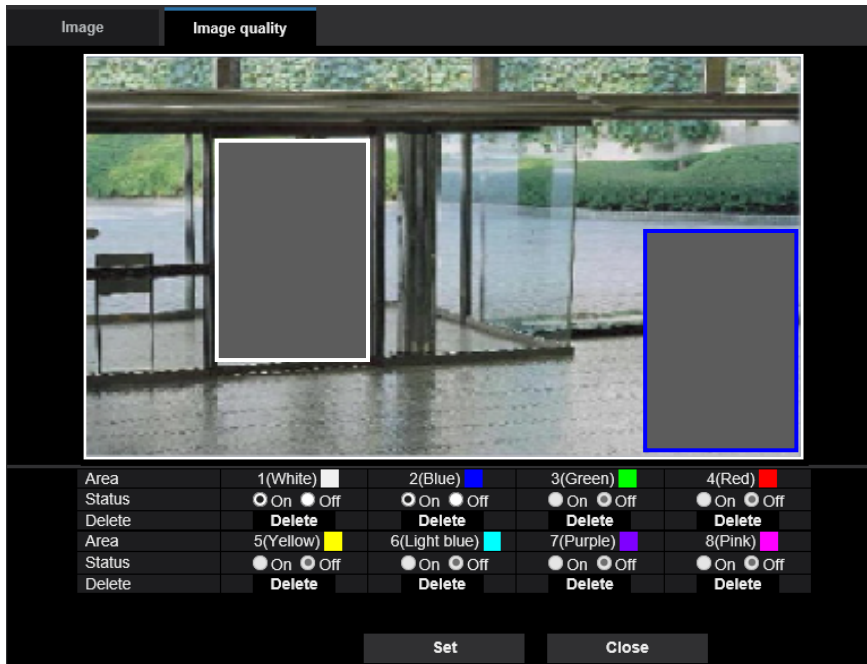 Image Image quality
Area 1(White) 2(Blue) 3(Green) 4(Red)
Status On Off On Off On Off On Off
Delete Delete Delete Delete Delete
Area 5(Yellow) 6(Light blue) 7(Purple) 8(Pink)
Status On Off On Off On Off On Off
Delete Delete Delete Delete Delete
Set Close